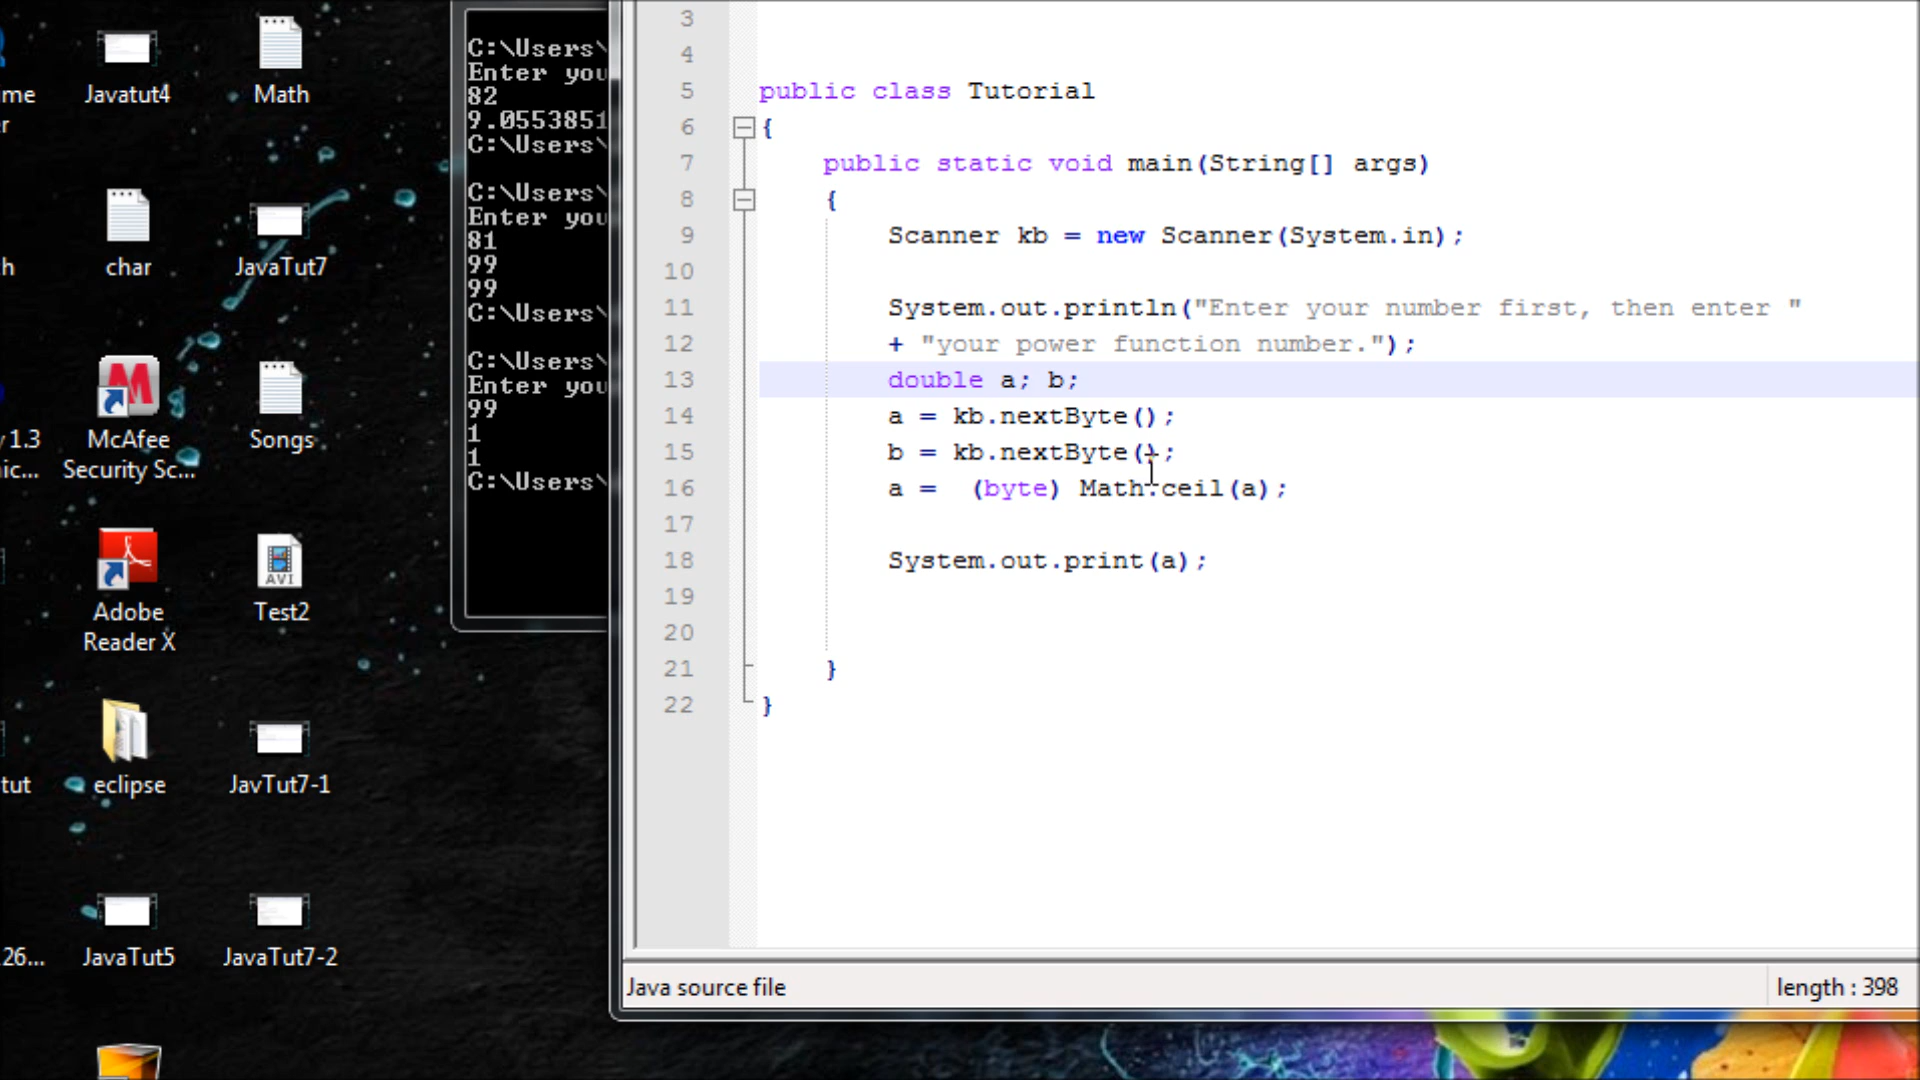 me
r
Javatut4
Math
h
char
JavaTut7
y 1.3
ic...
McAfee
Security Sc...
Songs
Adobe
Reader X
AVI
Test2
tut
eclipse
JavTut7-1
26...
JavaTut5
JavaTut7-2
C:\Users\
Enter you
82
9.0553851
C:\Users\
C:\Users\
Enter you
81
99
99
C:\Users\
C:\Users\
Enter you
99
1
1
C:\Users\
3
4
5 public class Tutorial
6 {
7 public static void main(String[] args)
8 {
9 Scanner kb = new Scanner(System.in);
10
11 System.out.println("Enter your number first, then enter "
12 + "your power function number.");
13 double a; b;
14 a = kb.nextByte();
15 b = kb.nextByte();
16 a =  (byte) Math.ceil(a);
17
18 System.out.print(a);
19
20
21 }
22 }
Java source file
length : 398